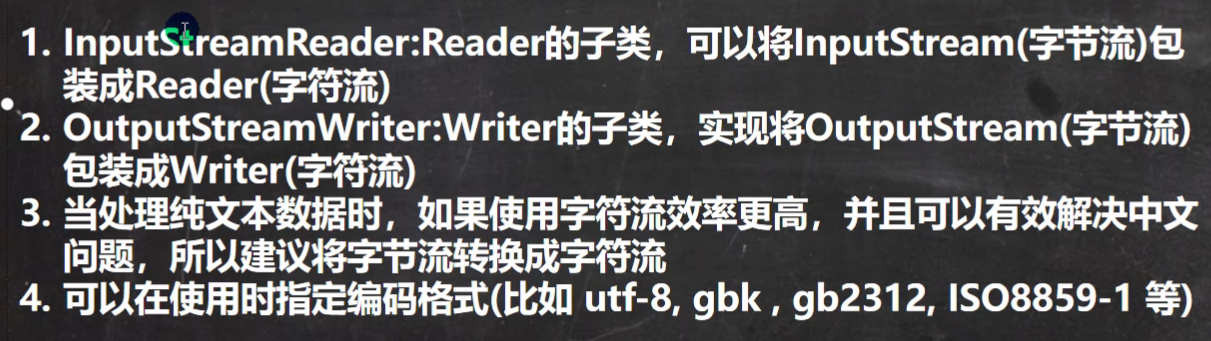 1. InputStreamReader:Reader的子类，可以将InputStream(字节流)包
装成Reader(字符流)
2. OutputStreamWriter:Writer的子类，实现将OutputStream(字节流)
包装成Writer(字符流)
3. 当处理纯文本数据时，如果使用字符流效率更高，并且可以有效解决中文
问题，所以建议将字节流转换成字符流
4. 可以在使用时指定编码格式(比如 utf-8, gbk , gb2312, ISO8859-1 等)